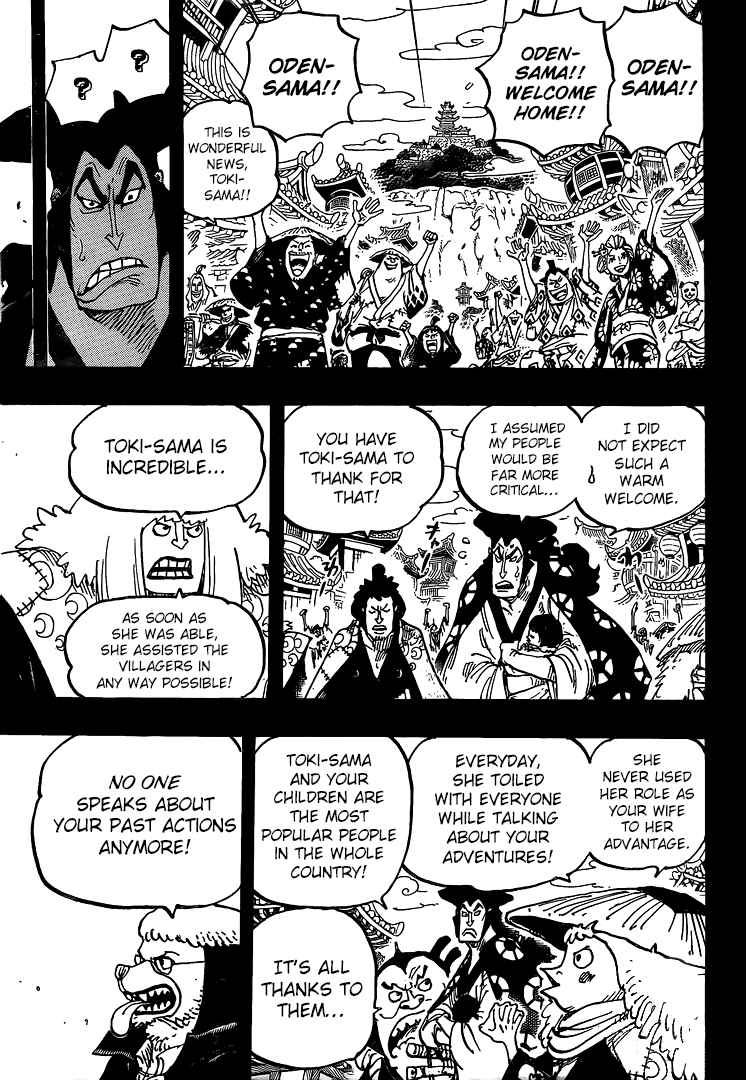 ODEN-
SAMA!!
ODEN-
SAMA!!
WELCOME
HOME!!
ODEN-
SAMA!!
THIS IS
WONDERFUL
NEWS,
TOKI-
SAMA!!
?
?
I DID
NOT EXPECT
SUCH A
WARM
WELCOME.
I ASSUMED
MY PEOPLE
WOULD BE
FAR MORE
CRITICAL...
YOU HAVE
TOKI-SAMA TO
THANK FOR
THAT!
TOKI-SAMA IS
INCREDIBLE...
AS SOON AS
SHE WAS ABLE,
SHE ASSISTED THE
VILLAGERS IN
ANY WAY POSSIBLE!
SHE
NEVER USED
HER ROLE AS
YOUR WIFE
TO HER
ADVANTAGE.
EVERYDAY,
SHE TOILED
WITH EVERYONE
WHILE TALKING
ABOUT YOUR
ADVENTURES!
TOKI-SAMA
AND YOUR
CHILDREN ARE
THE MOST
POPULAR PEOPLE
IN THE WHOLE
COUNTRY!
IT'S ALL
THANKS TO
THEM...
NO ONE
SPEAKS ABOUT
YOUR PAST ACTIONS
ANYMORE!